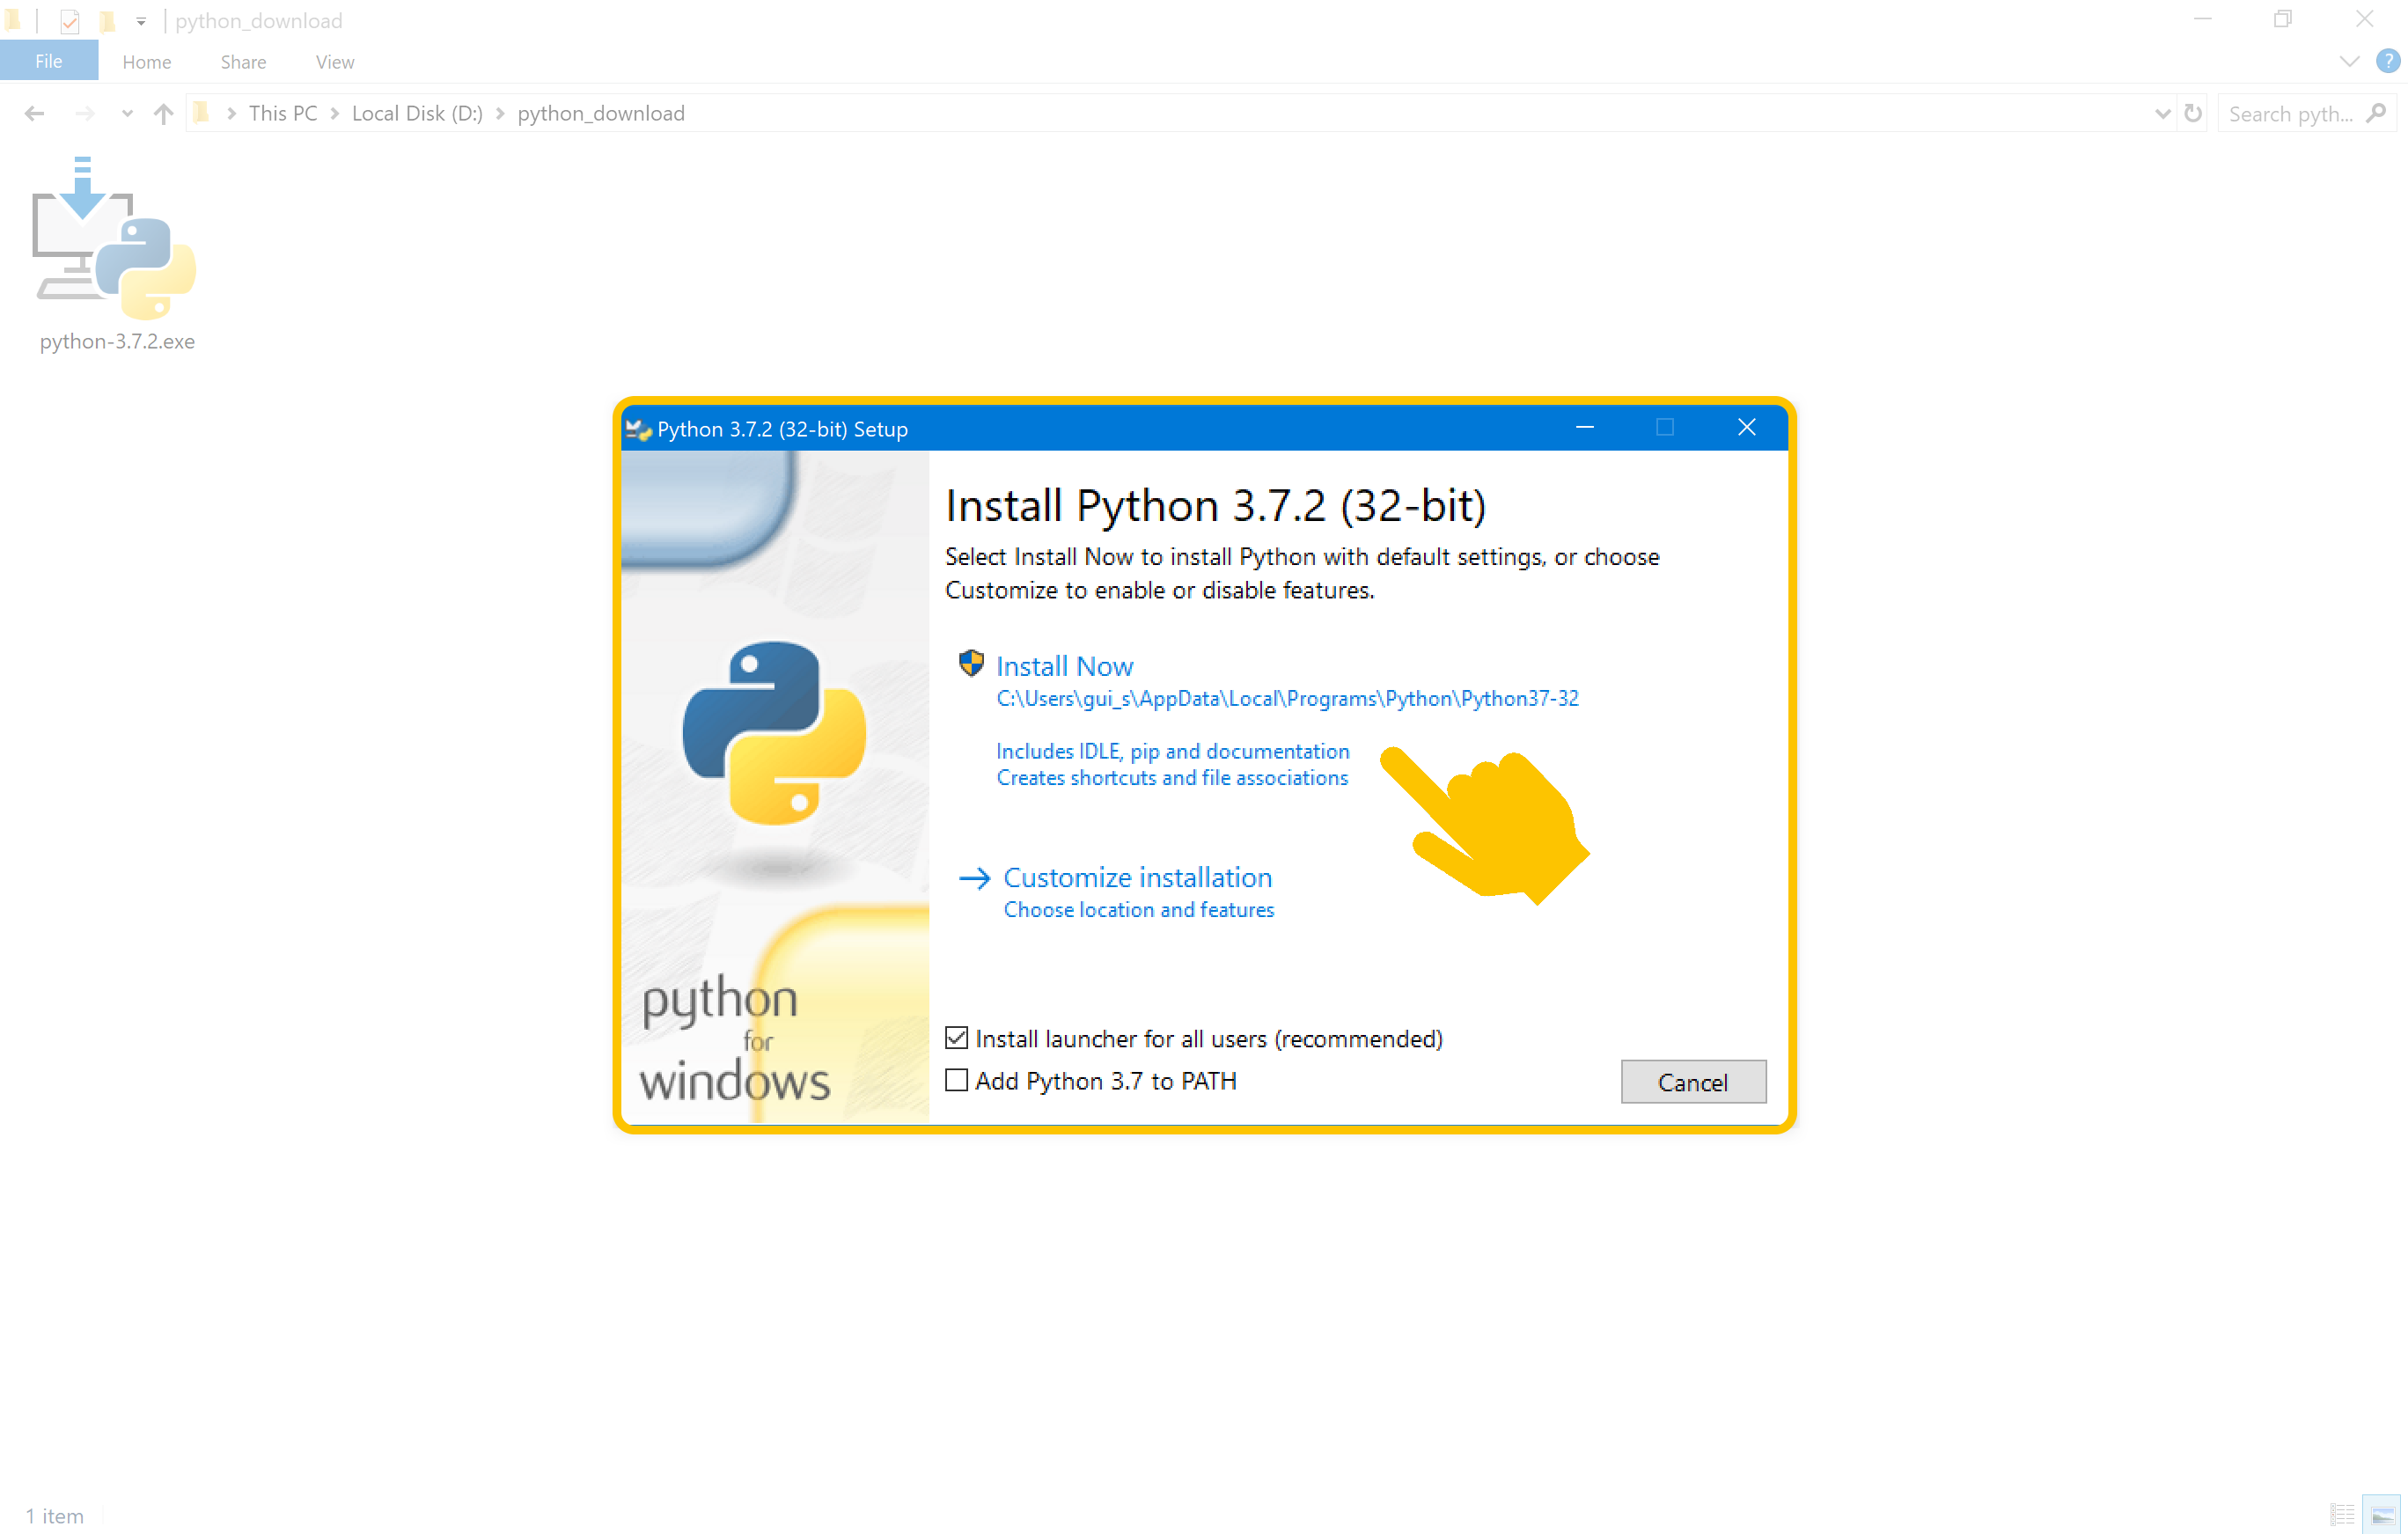 python_download
File Home Share View
This PC Local Disk (D:) python_download
Search pyth...
python-3.7.2.exe
Python 3.7.2 (32-bit) Setup
Install Python 3.7.2 (32-bit)
Select Install Now to install Python with default settings, or choose
Customize to enable or disable features.
Install Now
C:\Users\gui_s\AppData\Local\Programs\Python\Python37-32
Includes IDLE, pip and documentation
Creates shortcuts and file associations
Customize installation
Choose location and features
python
for
windows
Install launcher for all users (recommended)
Add Python 3.7 to PATH
Cancel
1 item